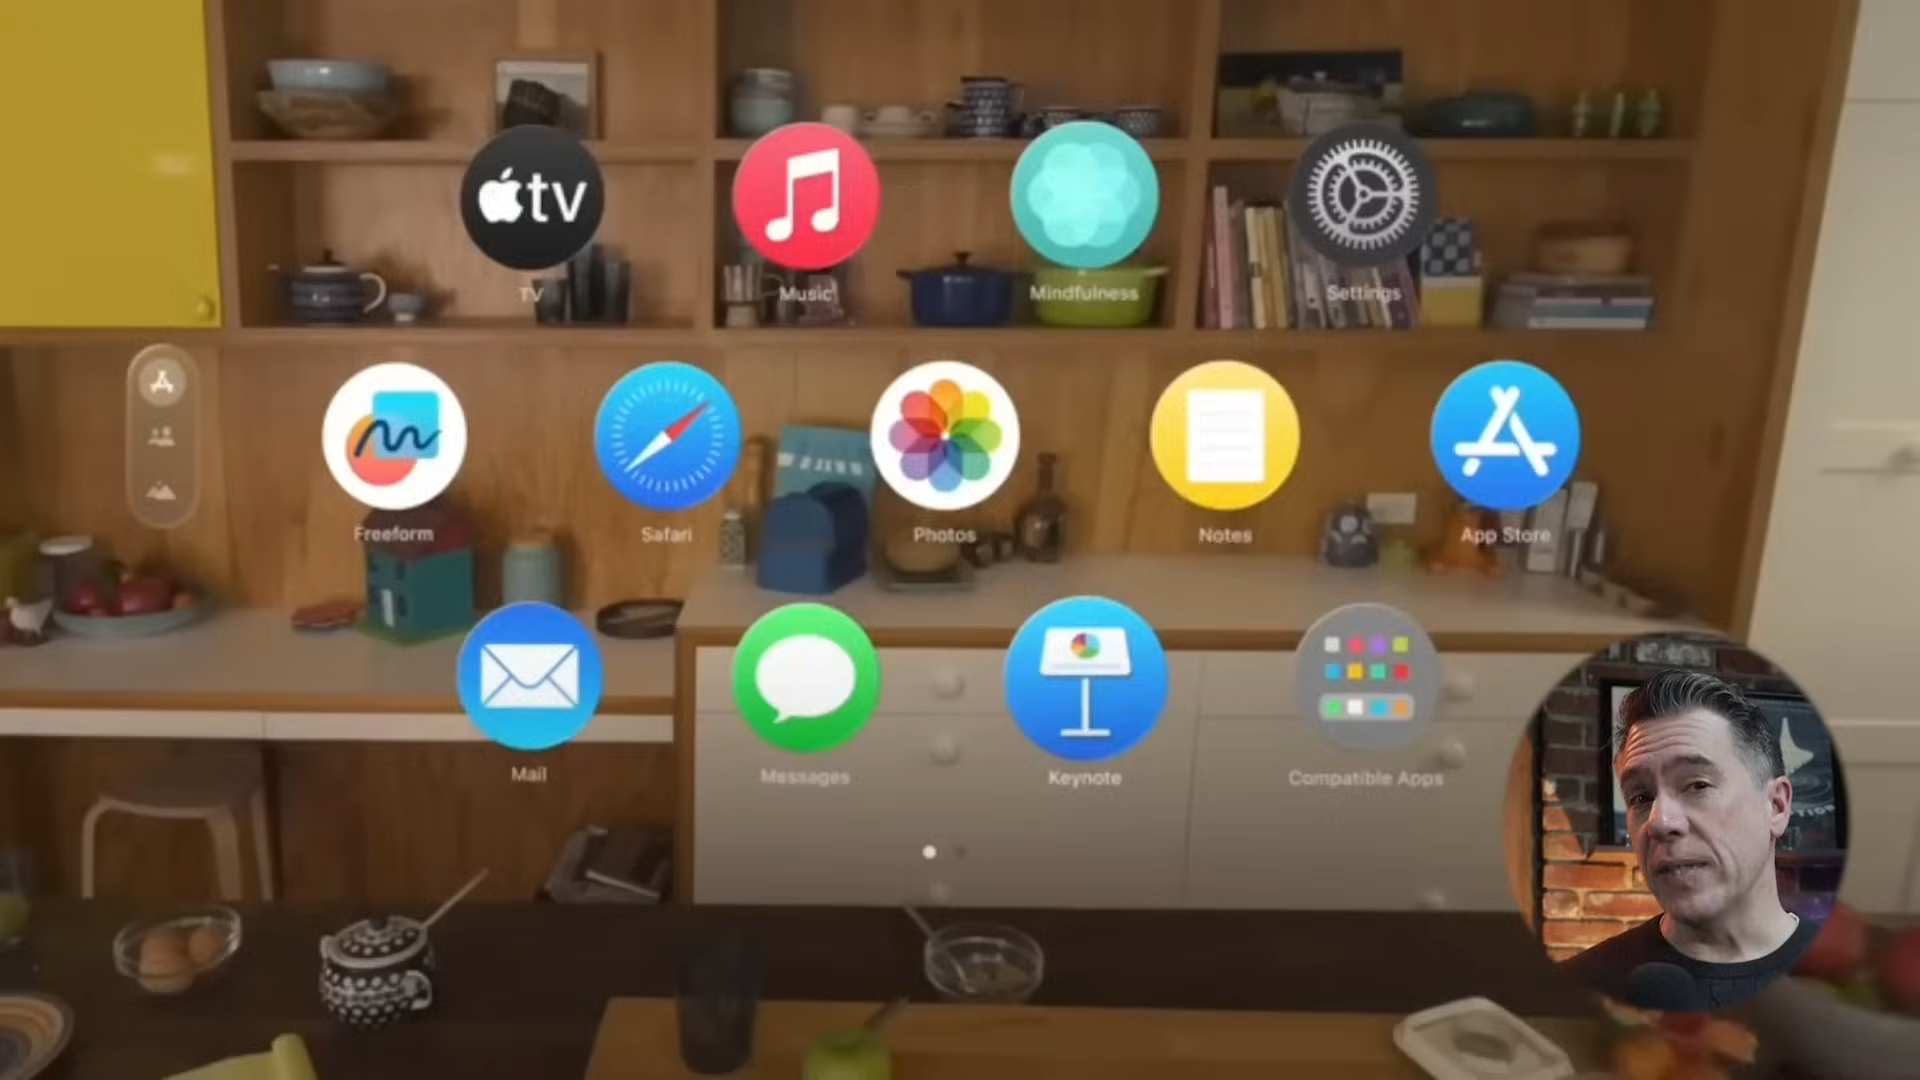 tv
TV
Music
Mindfulness
Settings
Freeform
Safari
Photos
Notes
App Store
Mail
Messages
Keynote
Compatible Apps